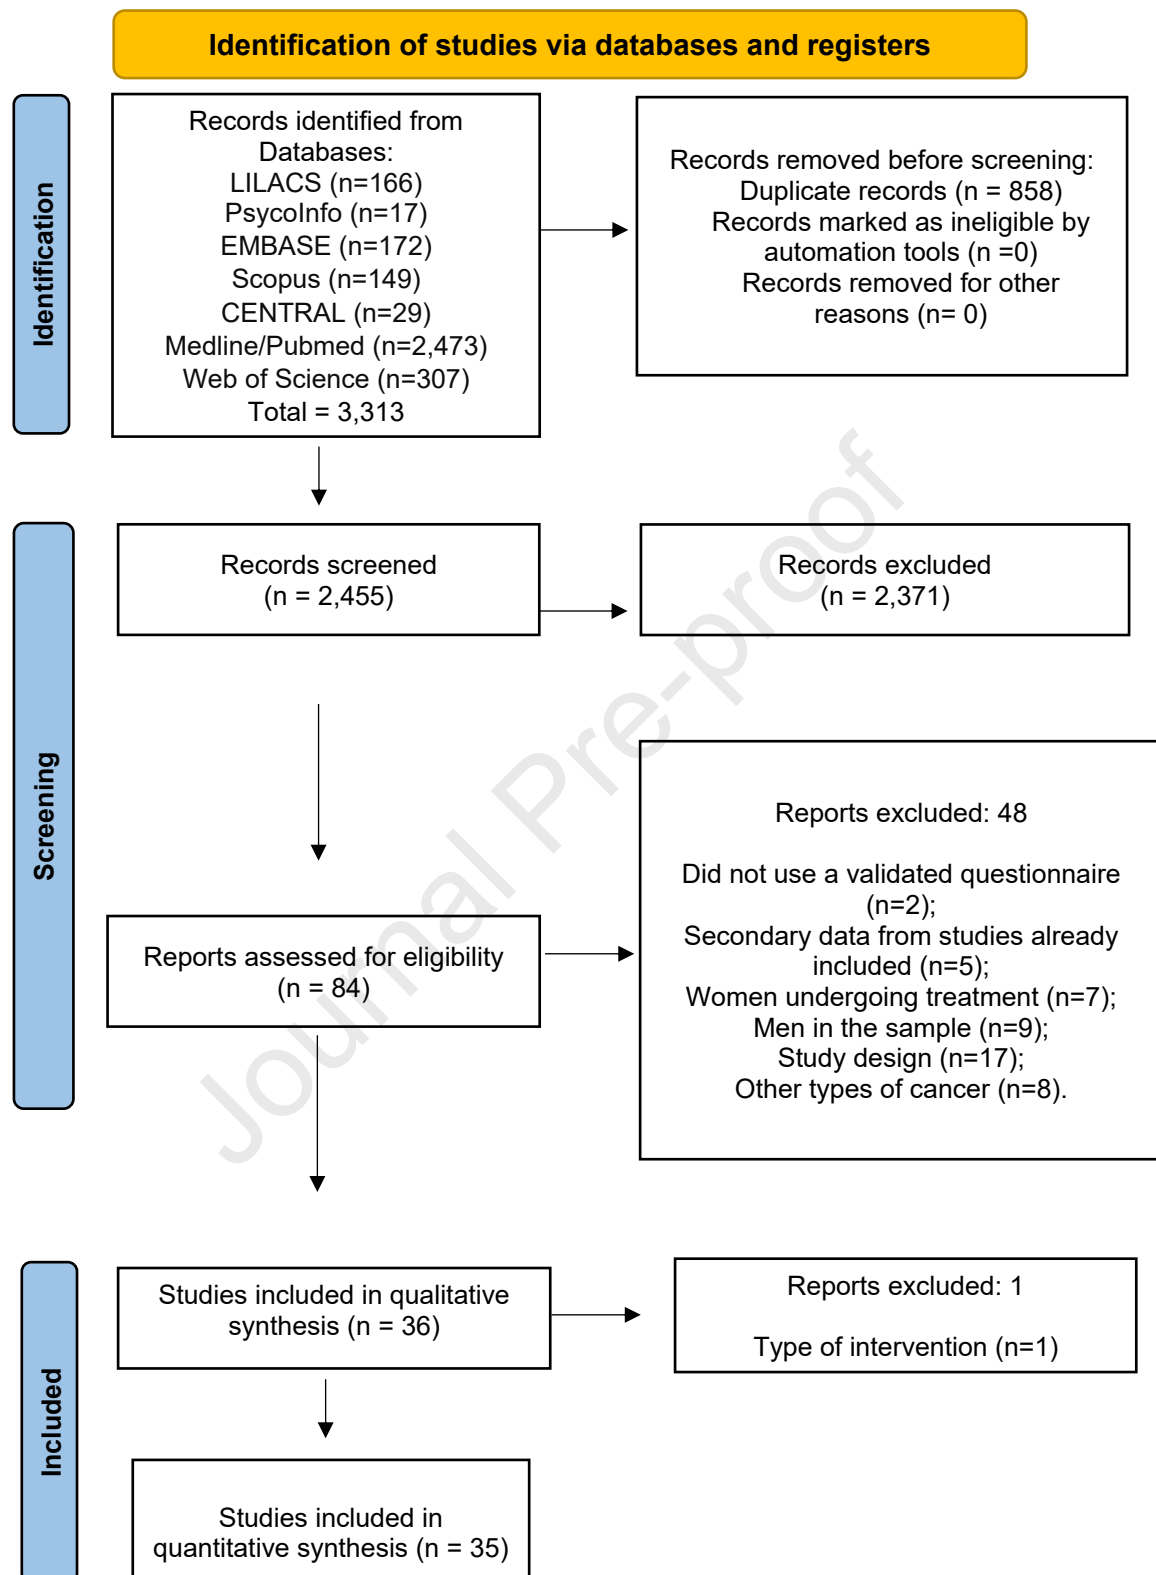 Identification of studies via databases and registers
Identification
Records identified from
Databases:
LILACS (n=166)
PsycoInfo (n=17)
EMBASE (n=172)
Scopus (n=149)
CENTRAL (n=29)
Medline/Pubmed (n=2,473)
Web of Science (n=307)
Total = 3,313
Records removed before screening:
Duplicate records (n = 858)
Records marked as ineligible by
automation tools (n =0)
Records removed for other
reasons (n= 0)
Screening
Records screened
(n = 2,455)
Records excluded
(n = 2,371)
Reports assessed for eligibility
(n = 84)
Reports excluded: 48
Did not use a validated questionnaire
(n=2);
Secondary data from studies already
included (n=5);
Women undergoing treatment (n=7);
Men in the sample (n=9);
Study design (n=17);
Other types of cancer (n=8).
Included
Studies included in qualitative
synthesis (n = 36)
Reports excluded: 1
Type of intervention (n=1)
Studies included in
quantitative synthesis (n = 35)
Journal Pre-proof